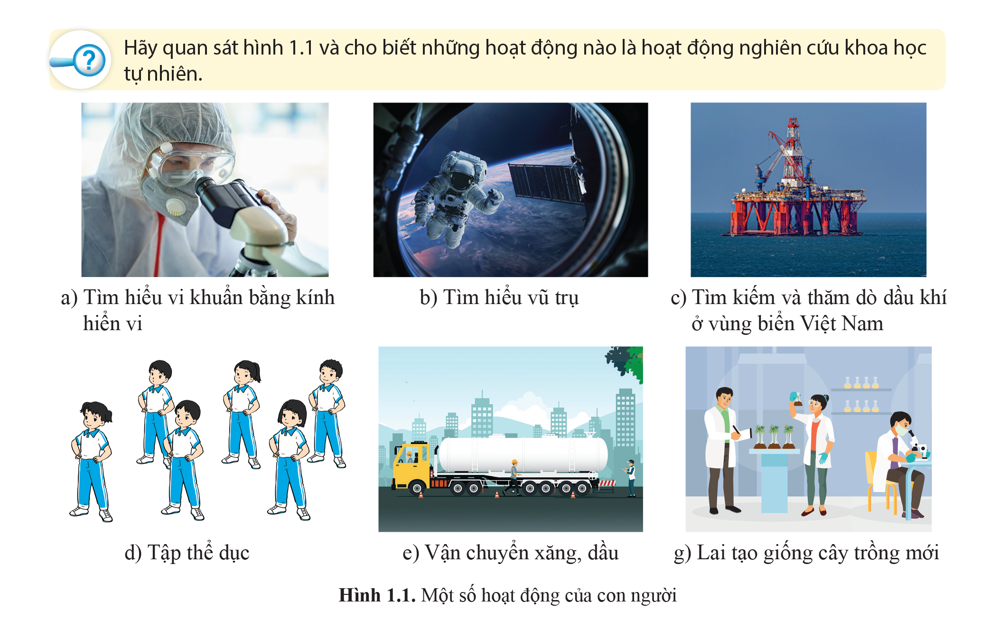 ?
Hãy quan sát hình 1.1 và cho biết những hoạt động nào là hoạt động nghiên cứu khoa học
tự nhiên.
a) Tìm hiểu vi khuẩn bằng kính
hiển vi
b) Tìm hiểu vũ trụ
c) Tìm kiếm và thăm dò dầu khí
ở vùng biển Việt Nam
d) Tập thể dục
e) Vận chuyển xăng, dầu
g) Lai tạo giống cây trồng mới
Hình 1.1. Một số hoạt động của con người